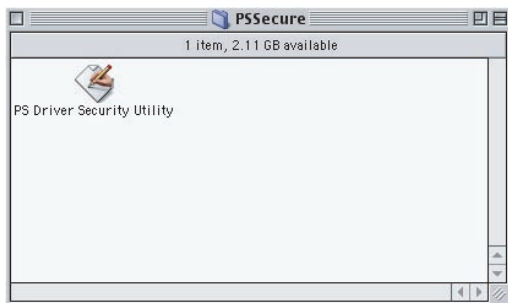 PSSecure
1 item, 2.11 GB available
PS Driver Security Utility